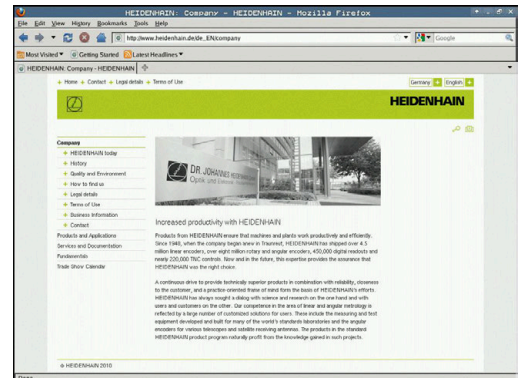 HEIDENHAIN: Company - HEIDENHAIN - Mozilla Firefox
File Edit View History Bookmarks Tools Help
http://www.heidenhain.de/de_EN/company
Google
Most Visited Getting Started Latest Headlines
HEIDENHAIN: Company - HEIDENHAIN
Home Contact Legal details Terms of Use
Germany English
HEIDENHAIN
Company
HEIDENHAIN today
History
Quality and Environment
How to find us
Legal details
Terms of Use
Business Information
Contact
Products and Applications
Services and Documentation
Fundamentals
Trade Show Calendar
DR. JOHANNES HEIDENHAIN
Optik und
Increased productivity with HEIDENHAIN
Products from HEIDENHAIN ensure that machines and plants work productively and efficiently.
Since 1948, when the company began anew in Traunreut, HEIDENHAIN has shipped over 4.5
million linear encoders, over eight million rotary and angular encoders, 450,000 digital readouts and
nearly 220,000 TNC controls. Now and in the future, this expertise provides the assurance that
HEIDENHAIN was the right choice.
A continuous drive to provide technically superior products in combination with reliability, closeness
to the customer, and a practice-oriented frame of mind form the basis of HEIDENHAIN's efforts.
HEIDENHAIN has always sought a dialog with science and research on the one hand and with
users and customers on the other. Our competence in the area of linear and angular metrology is
reflected by a large number of customized solutions for users. These include the measuring and test
equipment developed and built for many of the world's standards laboratories and the angular
encoders for various telescopes and satellite receiving antennas. The products in the standard
HEIDENHAIN product program naturally profit from the knowledge gained in such projects.
© HEIDENHAIN 2010
Done